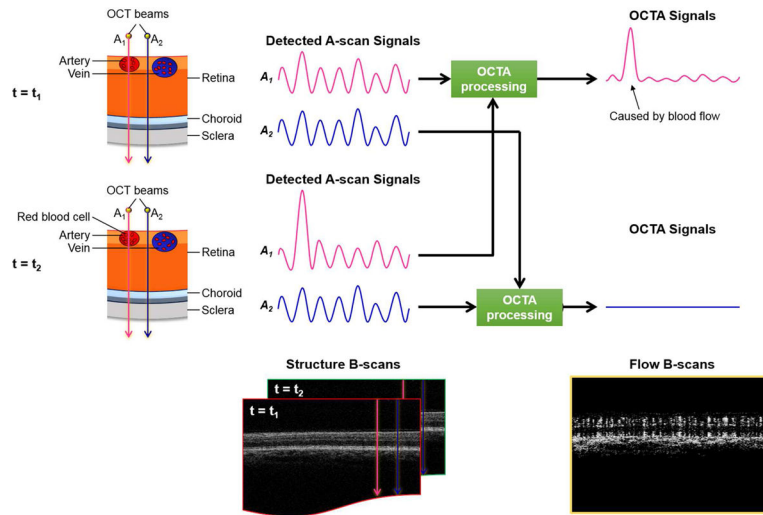 OCT beams
A1 A2
Artery
Vein
Retina
t = t1
Choroid
Sclera
Detected A-scan Signals
A1
A2
OCTA
processing
OCTA Signals
Caused by blood flow
OCT beams
Red blood cell
A1 A2
Artery
Vein
Retina
t = t2
Choroid
Sclera
Detected A-scan Signals
A1
A2
OCTA
processing
OCTA Signals
Structure B-scans
t = t2
t = t1
Flow B-scans